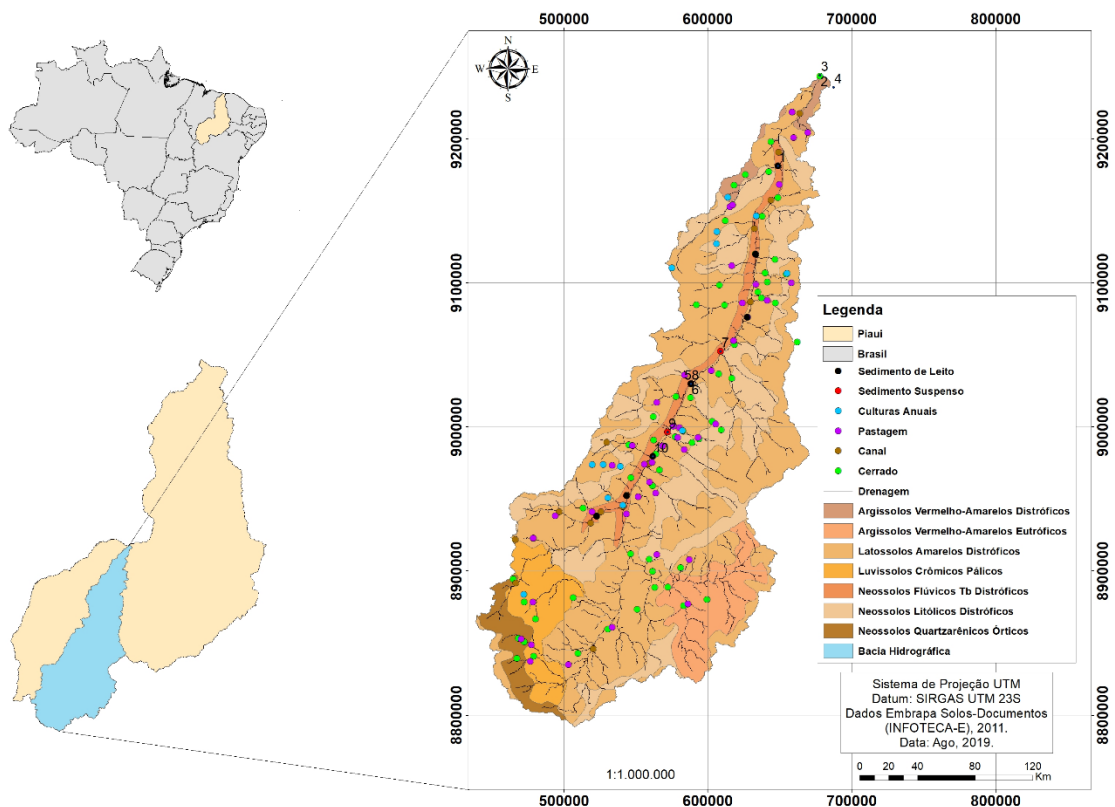 500000
600000
700000
800000
N
W
E
S
3
2
4
1
7
58
6
9
10
9200000
9100000
9000000
8900000
8800000
9200000
9100000
9000000
8900000
8800000
Legenda
Piaui
Brasil
Sedimento de Leito
Sedimento Suspenso
Culturas Anuais
Pastagem
Canal
Cerrado
Drenagem
Argissolos Vermelho-Amarelos Distróficos
Argissolos Vermelho-Amarelos Eutróficos
Latossolos Amarelos Distróficos
Luvissolos Crômicos Pálicos
Neossolos Flúvicos Tb Distróficos
Neossolos Litólicos Distróficos
Neossolos Quartzarênicos Órticos
Bacia Hidrográfica
Sistema de Projeção UTM
Datum: SIRGAS UTM 23S
Dados Embrapa Solos-Documentos
(INFOTECA-E), 2011.
Data: Ago, 2019.
1:1.000.000
0 20 40 80 120
Km
500000
600000
700000
800000